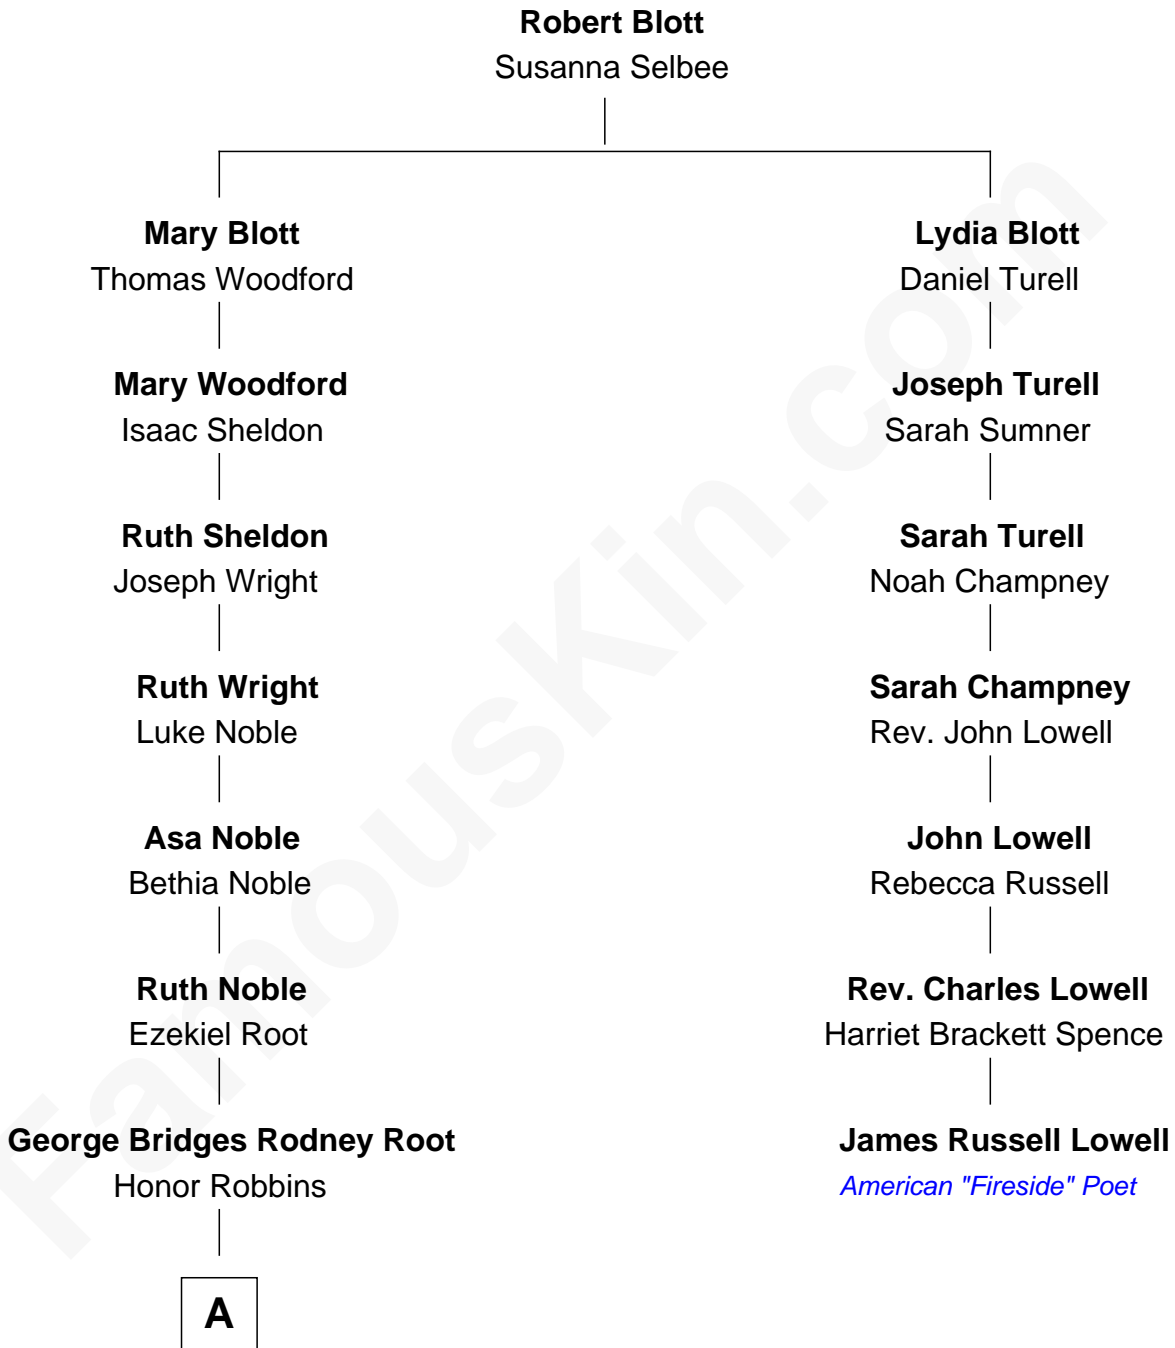 Robert Blott
Susanna Selbee
Mary Blott
Thomas Woodford
Lydia Blott
Daniel Turell
Mary Woodford
Isaac Sheldon
Joseph Turell
Sarah Sumner
Ruth Sheldon
Joseph Wright
Sarah Turell
Noah Champney
Ruth Wright
Luke Noble
Sarah Champney
Rev. John Lowell
Asa Noble
Bethia Noble
John Lowell
Rebecca Russell
Ruth Noble
Ezekiel Root
Rev. Charles Lowell
Harriet Brackett Spence
George Bridges Rodney Root
Honor Robbins
James Russell Lowell
American "Fireside" Poet
A
FamousKin.com